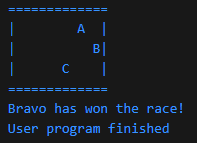 =============
|        A  |
|          B|
|      C    |
=============
Bravo has won the race!
User program finished